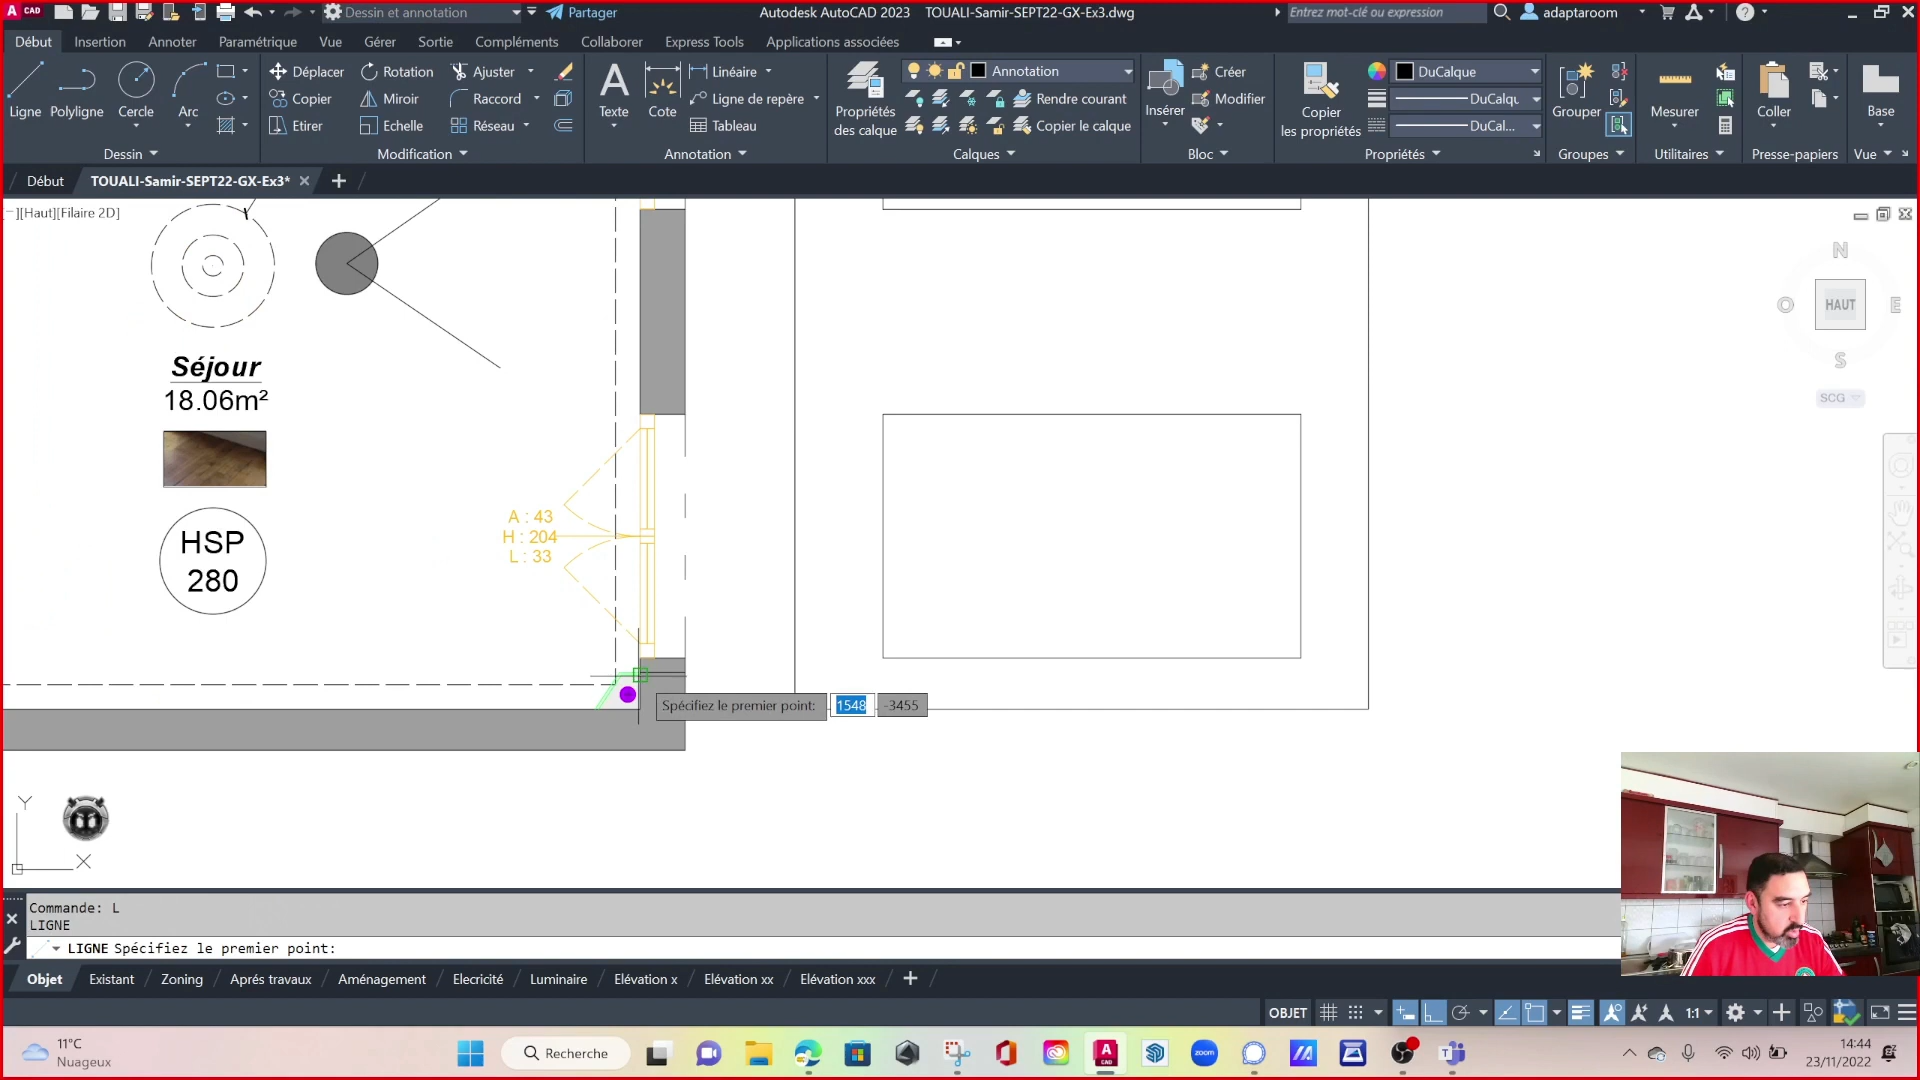 A CAD
Dessin et annotation
Partager
Autodesk AutoCAD 2023 TOUALI-Samir-SEPT22-GX-Ex3.dwg
Entrez mot-clé ou expression
adaptaroom
Début Insertion Annoter Paramétrique Vue Gérer Sortie Compléments Collaborer Express Tools Applications associées
Ligne Polyligne Cercle Arc
Déplacer Rotation Ajuster
Copier Miroir Raccord
Etirer Echelle Réseau
Texte Cote
Linéaire
Ligne de repère
Tableau
Propriétés
des calque
Annotation
Rendre courant
Copier le calque
Insérer
Créer
Modifier
Copier
les propriétés
DuCalque
DuCalqu
DuCal...
Grouper
Mesurer
Coller
Base
Dessin Modification Annotation Calques Bloc Propriétés Groupes Utilitaires Presse-papiers Vue
Début TOUALI-Samir-SEPT22-GX-Ex3*
][Haut][Filaire 2D]
N
O HAUT E
S
SCG
Séjour
18.06m²
HSP
280
A : 43
H : 204
L : 33
Spécifiez le premier point: 1548 -3455
Y
X
Commande: L
LIGNE
LIGNE Spécifiez le premier point:
Objet Existant Zoning Aprés travaux Aménagement Elecricité Luminaire Elévation x Elévation xx Elévation xxx
OBJET 1:1
11°C
Nuageux
Recherche
zoom
14:44
23/11/2022